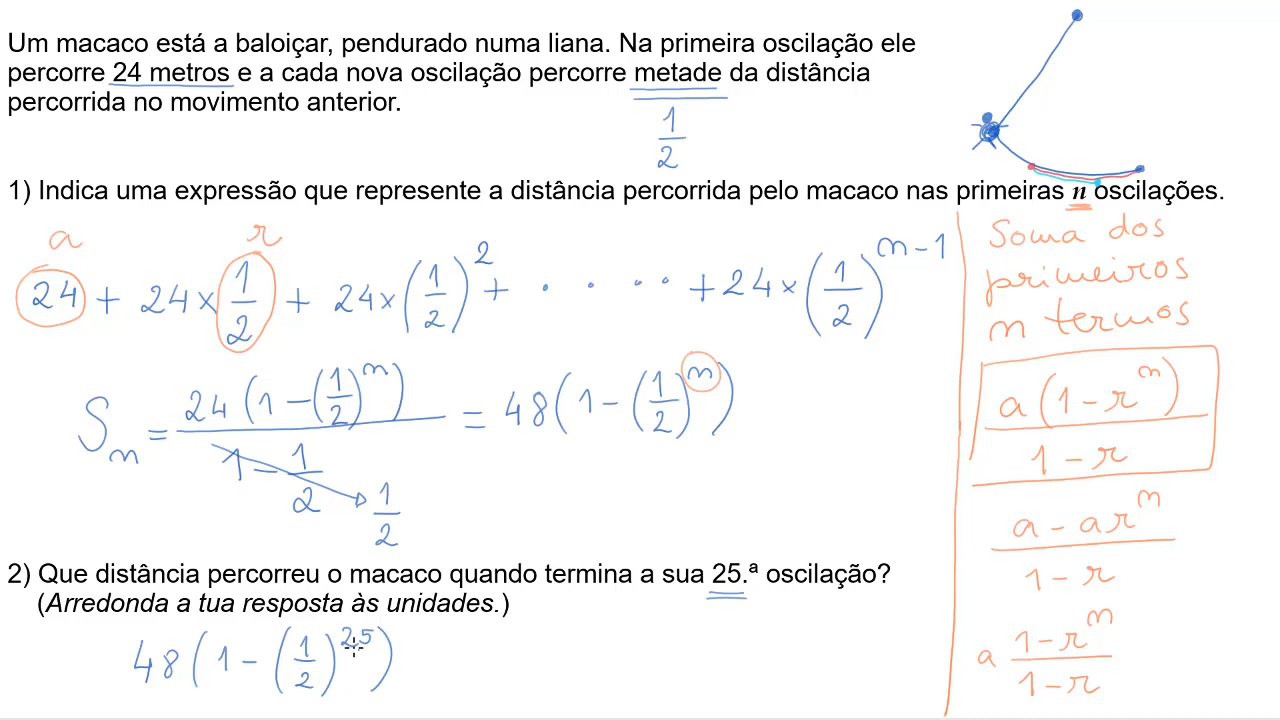 Um macaco está a baloiçar, pendurado numa liana. Na primeira oscilação ele
percorre 24 metros e a cada nova oscilação percorre metade da distância
percorrida no movimento anterior.
1/2
1) Indica uma expressão que represente a distância percorrida pelo macaco nas primeiras n oscilações.
a r
24 + 24 × 1/2 + 24 × (1/2)^2 + · · · · + 24 × (1/2)^(n-1)
S_n = 24(1 - (1/2)^n) / (1 - 1/2) = 48(1 - (1/2)^n)
1/2
2) Que distância percorreu o macaco quando termina a sua 25.ª oscilação?
(Arredonda a tua resposta às unidades.)
48(1 - (1/2)^25)
Soma dos
primeiros
n termos
a(1 - r^n) / (1 - r)
(a - ar^n) / (1 - r)
a (1 - r^n) / (1 - r)